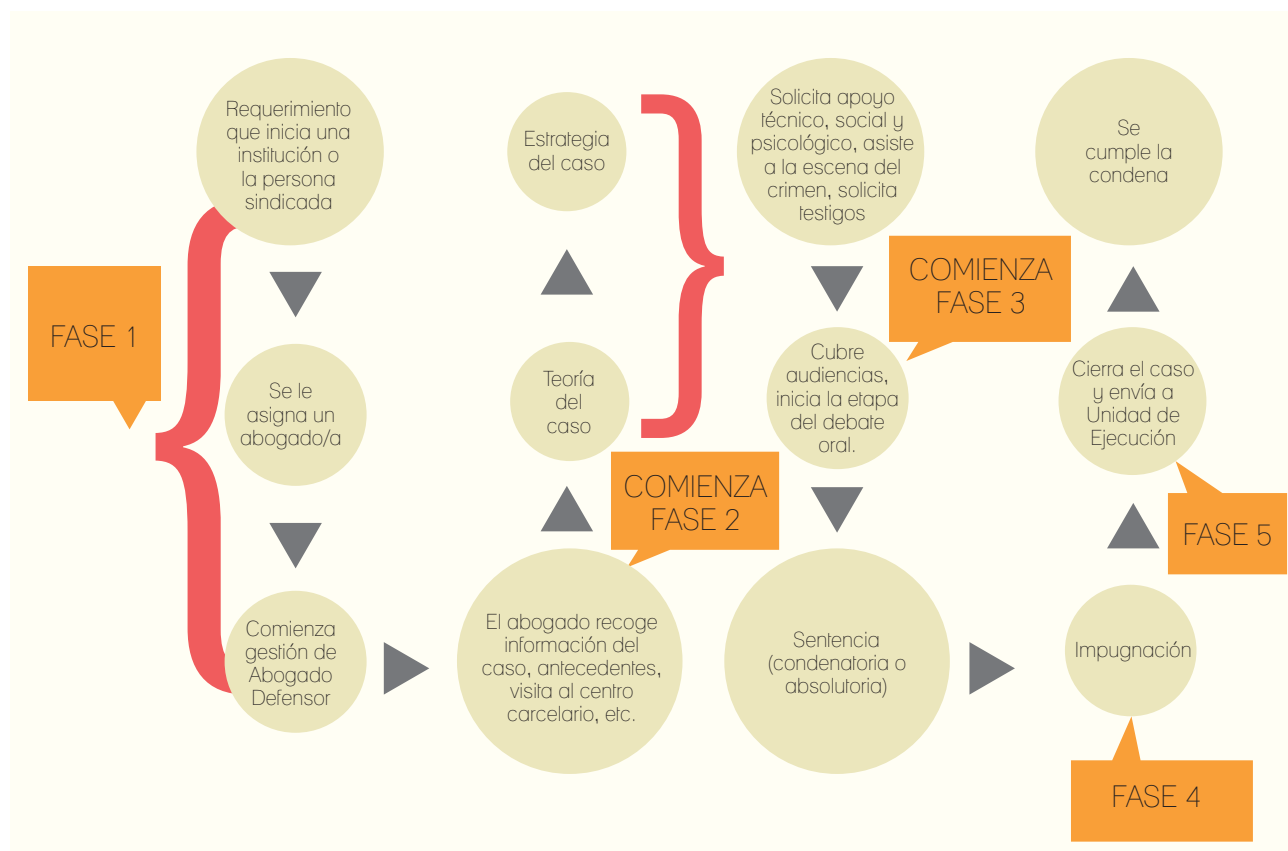 FASE 1
Requerimiento
que inicia una
institución o
la persona
sindicada
Se le
asigna un
abogado/a
Comienza
gestión de
Abogado
Defensor
COMIENZA
FASE 2
El abogado recoge
información del
caso, antecedentes,
visita al centro
carcelario, etc.
Teoría
del
caso
Estrategia
del caso
Solicita apoyo
técnico, social y
psicológico, asiste
a la escena del
crimen, solicita
testigos
COMIENZA
FASE 3
Cubre
audiencias,
inicia la etapa
del debate
oral.
Sentencia
(condenatoria o
absolutoria)
Impugnación
FASE 4
Cierra el caso
y envía a
Unidad de
Ejecución
FASE 5
Se
cumple la
condena